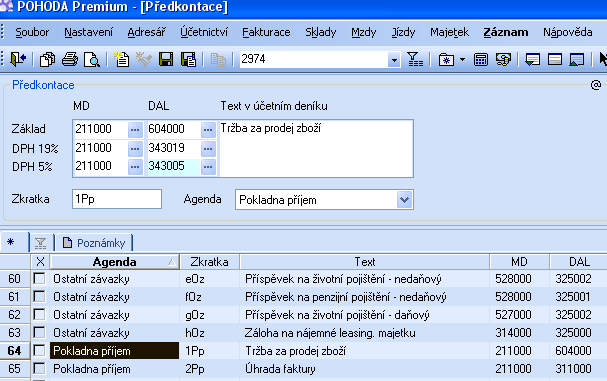 POHODA Premium - [Předkontace]
Soubor Nastavení Adresář Účetnictví Fakturace Sklady Mzdy Jízdy Majetek Záznam Nápověda
2974
Předkontace @
MD DAL Text v účetním deníku
Základ 211000 ... 604000 ... Tržba za prodej zboží
DPH 19% 211000 ... 343019 ...
DPH 5% 211000 ... 343005 ...
Zkratka 1Pp Agenda Pokladna příjem
* Poznámky
X Agenda Zkratka Text MD DAL
60 Ostatní závazky eOz Příspěvek na životní pojištění - nedaňový 528000 325002
61 Ostatní závazky fOz Příspěvek na penzijní pojištění - nedaňový 528000 325001
62 Ostatní závazky gOz Příspěvek na životní pojištění - daňový 527000 325002
63 Ostatní závazky hOz Záloha na nájemné leasing. majetku 314000 325000
64 Pokladna příjem 1Pp Tržba za prodej zboží 211000 604000
65 Pokladna příjem 2Pp Úhrada faktury 211000 311000